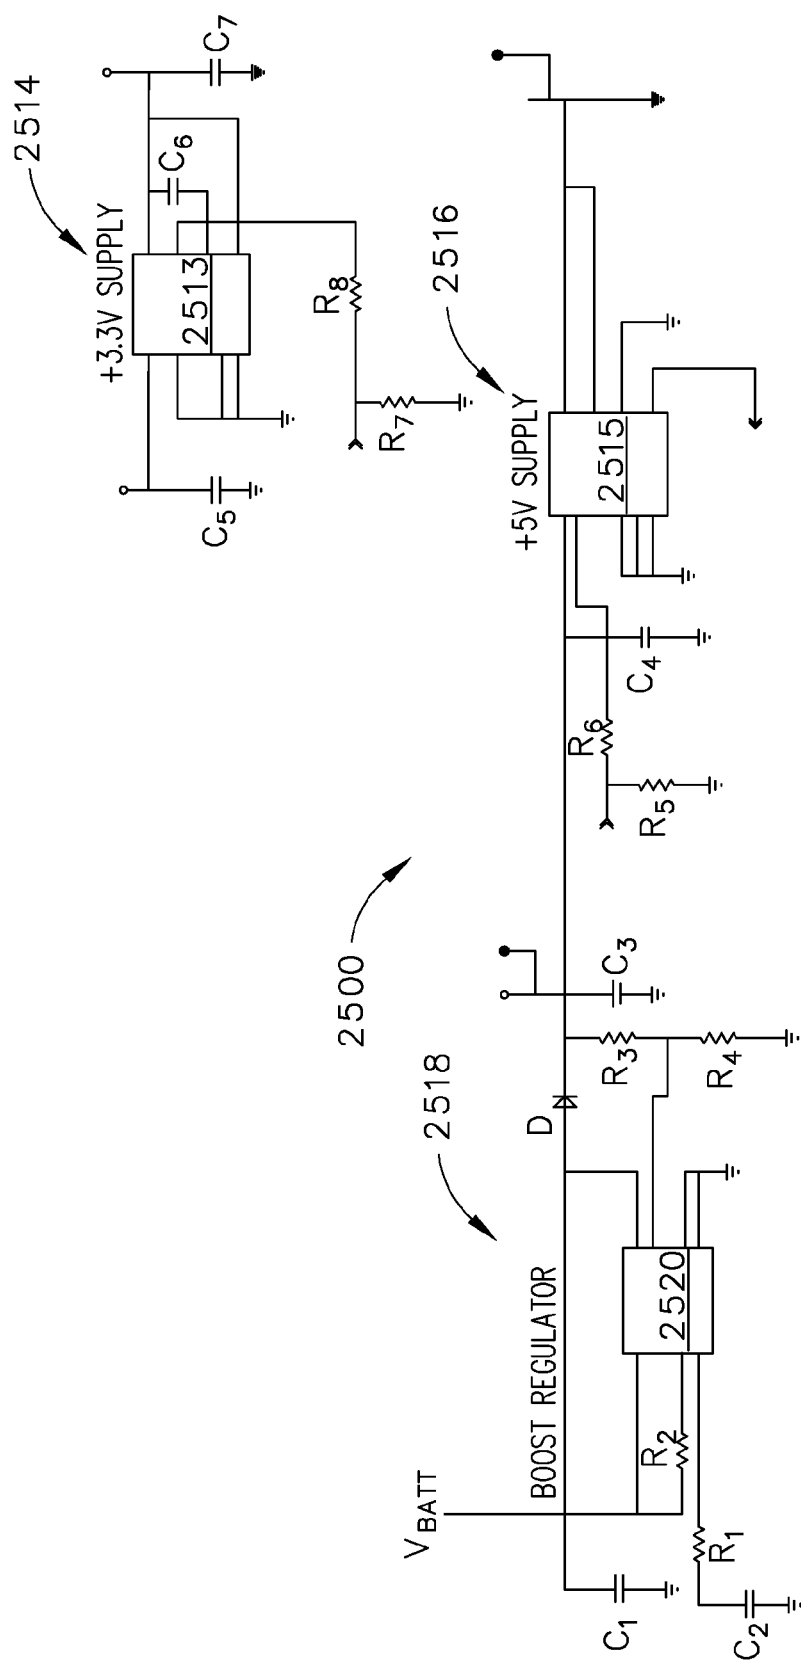 2514
+3.3V SUPPLY
2513
C5
C6
C7
R7
R8
2500
2518
2516
VBATT
BOOST REGULATOR
D
+5V SUPPLY
2520
2515
C1
C2
R1
R2
R3
R4
C3
R5
R6
C4